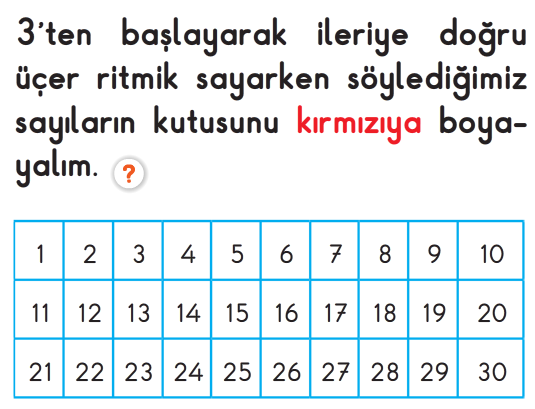 3'ten başlayarak ileriye doğru
üçer ritmik sayarken söylediğimiz
sayıların kutusunu kırmızıya boya-
yalım. ?
1 2 3 4 5 6 7 8 9 10
11 12 13 14 15 16 17 18 19 20
21 22 23 24 25 26 27 28 29 30